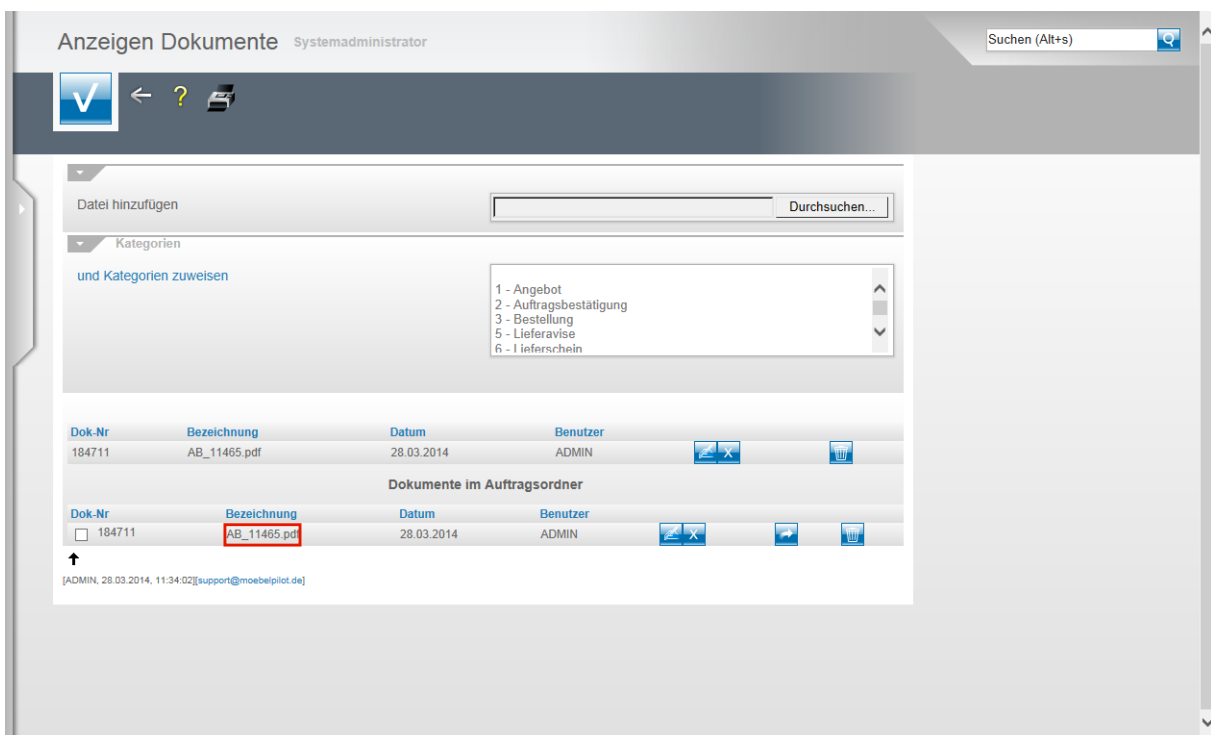 Anzeigen Dokumente Systemadministrator
Suchen (Alt+s)
?
Datei hinzufügen
Durchsuchen...
Kategorien
und Kategorien zuweisen
1 - Angebot
2 - Auftragsbestätigung
3 - Bestellung
5 - Lieferavise
6 - Lieferschein
Dok-Nr Bezeichnung Datum Benutzer
184711 AB_11465.pdf 28.03.2014 ADMIN X
Dokumente im Auftragsordner
Dok-Nr Bezeichnung Datum Benutzer
184711 AB_11465.pdf 28.03.2014 ADMIN X
[ADMIN, 28.03.2014, 11:34:02][support@moebelpilot.de]